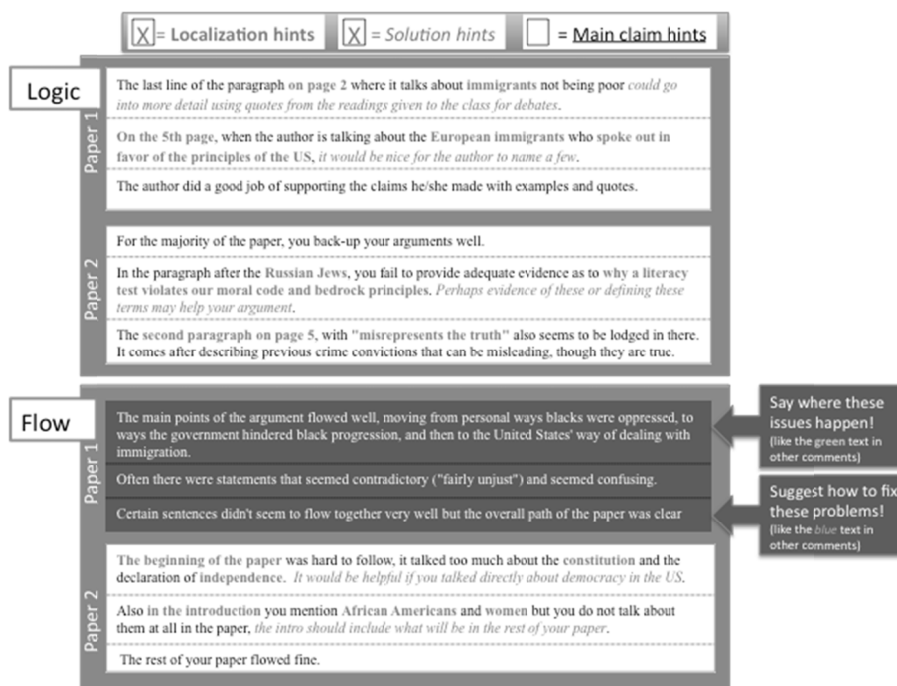 X = Localization hints X = Solution hints = Main claim hints
Logic
Paper 1
The last line of the paragraph on page 2 where it talks about immigrants not being poor could go
into more detail using quotes from the readings given to the class for debates.
On the 5th page, when the author is talking about the European immigrants who spoke out in
favor of the principles of the US, it would be nice for the author to name a few.
The author did a good job of supporting the claims he/she made with examples and quotes.
Paper 2
For the majority of the paper, you back-up your arguments well.
In the paragraph after the Russian Jews, you fail to provide adequate evidence as to why a literacy
test violates our moral code and bedrock principles. Perhaps evidence of these or defining these
terms may help your argument.
The second paragraph on page 5, with "misrepresents the truth" also seems to be lodged in there.
It comes after describing previous crime convictions that can be misleading, though they are true.
Flow
Paper 1
The main points of the argument flowed well, moving from personal ways blacks were oppressed, to
ways the government hindered black progression, and then to the United States' way of dealing with
immigration.
Often there were statements that seemed contradictory ("fairly unjust") and seemed confusing.
Certain sentences didn't seem to flow together very well but the overall path of the paper was clear
Say where these
issues happen!
(like the green text in
other comments)
Suggest how to fix
these problems!
(like the blue text in
other comments)
Paper 2
The beginning of the paper was hard to follow, it talked too much about the constitution and the
declaration of independence. It would be helpful if you talked directly about democracy in the US.
Also in the introduction you mention African Americans and women but you do not talk about
them at all in the paper, the intro should include what will be in the rest of your paper.
The rest of your paper flowed fine.